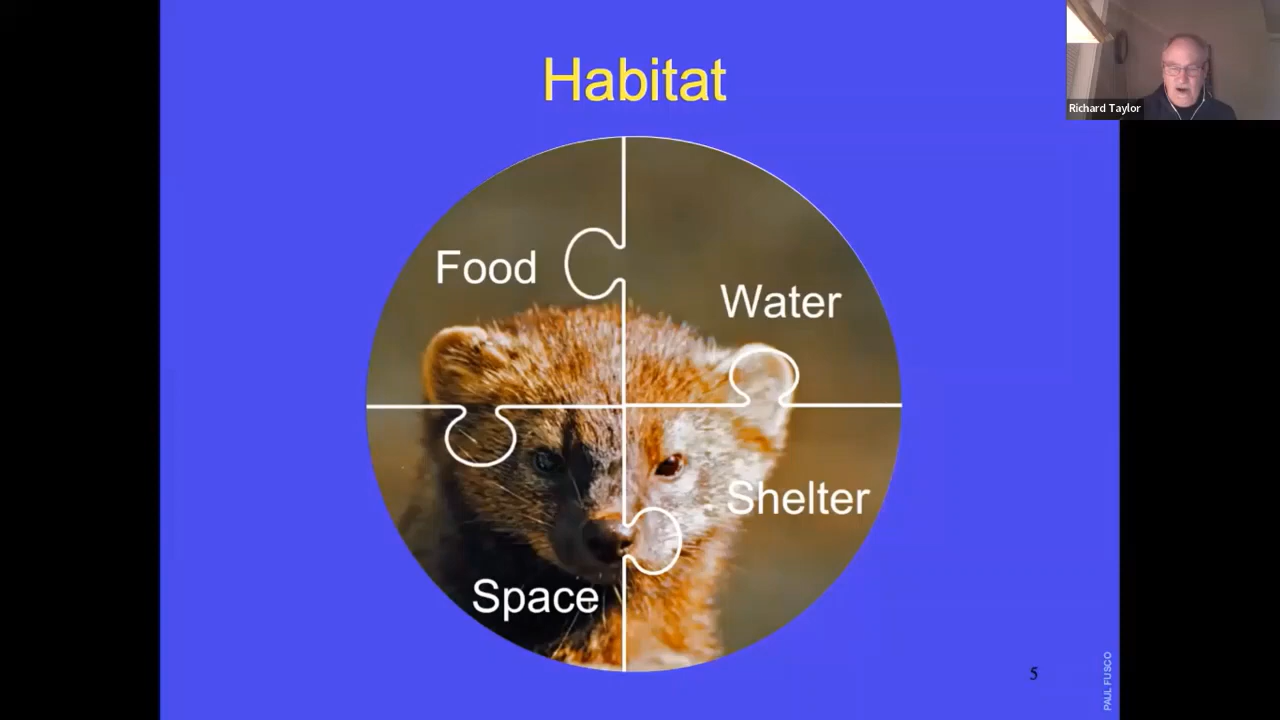 Habitat
Richard Taylor
Food
Water
Shelter
Space
5
PAUL FUSCO